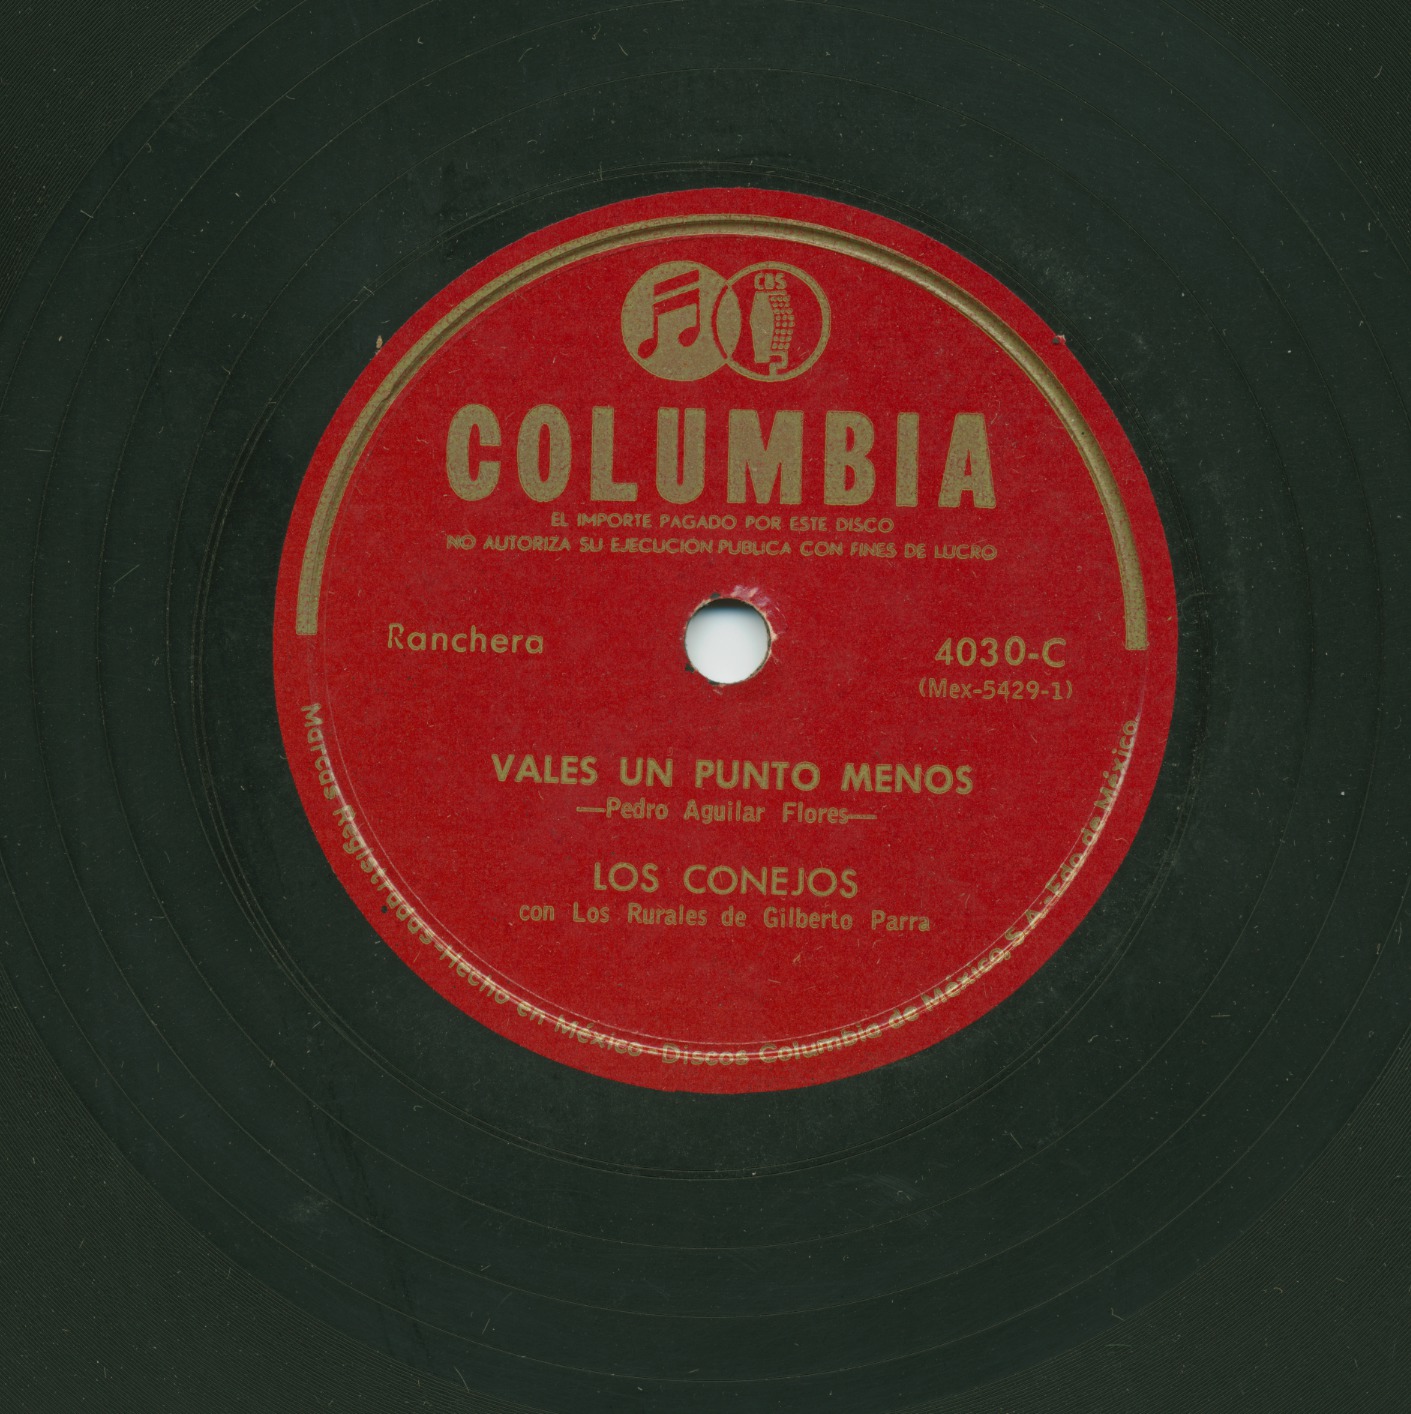 CBS
COLUMBIA
EL IMPORTE PAGADO POR ESTE DISCO
NO AUTORIZA SU EJECUCION PUBLICA CON FINES DE LUCRO
Ranchera
4030-C
(Mex-5429-1)
VALES UN PUNTO MENOS
—Pedro Aguilar Flores—
LOS CONEJOS
con Los Rurales de Gilberto Parra
Marcas Registradas-Hecho en México-Discos Columbia de México, S.A.-Edo de México